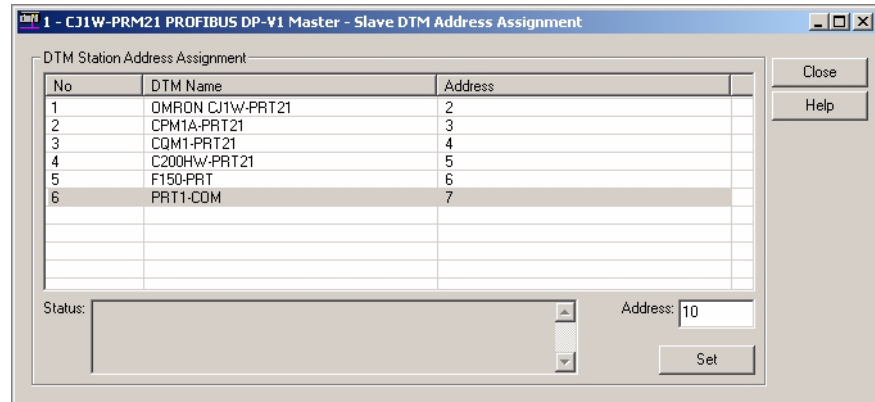 1 - CJ1W-PRM21 PROFIBUS DP-V1 Master - Slave DTM Address Assignment
DTM Station Address Assignment
Close
Help
No DTM Name Address
1 OMRON CJ1W-PRT21 2
2 CPM1A-PRT21 3
3 CQM1-PRT21 4
4 C200HW-PRT21 5
5 F150-PRT 6
6 PRT1-COM 7
Status:
Address: 10
Set